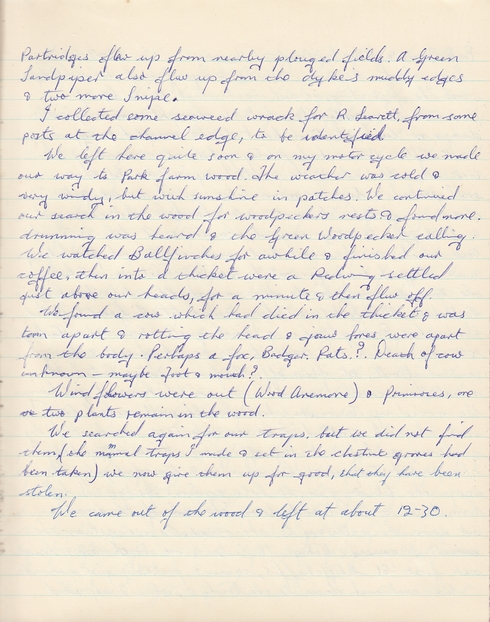 Partridges flew up from nearby plouged fields. A Green
Sandpiper also flew up from the dyke's muddy edges
& two more Snipe.
I collected some seaweed wrack for R. from some
posts at the channel edge, to be identified.
We left here quite soon & on my motor cycle we made
our way to Park farm wood. The weather was cold &
very windy, but with sunshine in patches. We continued
our search in the wood for woodpeckers nests & found more.
drumming was heard & the Green Woodpecker calling.
We watched Bullfinches for awhile & finished our
coffee, then into a thicket were a Redwing settled
just above our heads, for a minute & then flew off.
We found a cow which had died in the thicket & was
torn apart & rotting the head & jaw bones were apart
from the body. Perhaps a fox, Badger. Rats.? Death of cow
unknown - maybe foot & mouth?
Wind flowers were out (Wood Anemone) & Primroses, one
or two plants remain in the wood.
We searched again for our traps, but we did not find
them (the traps I made & set in the chestnut groves had
been taken) we now give them up for good, that they have been
stolen.
We came out of the wood & left at about 12-30.